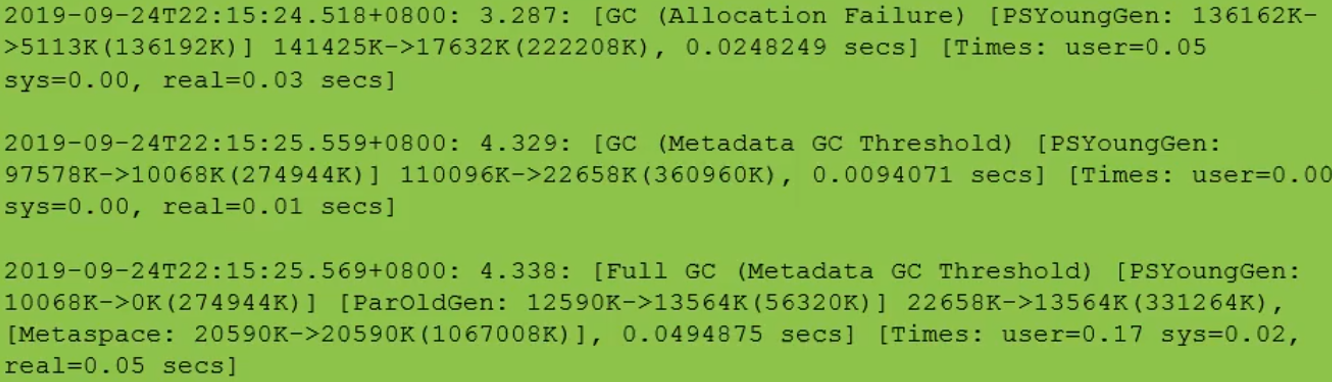 2019-09-24T22:15:24.518+0800: 3.287: [GC (Allocation Failure) [PSYoungGen: 136162K-
>5113K(136192K)] 141425K->17632K(222208K), 0.0248249 secs] [Times: user=0.05
sys=0.00, real=0.03 secs]
2019-09-24T22:15:25.559+0800: 4.329: [GC (Metadata GC Threshold) [PSYoungGen:
97578K->10068K(274944K)] 110096K->22658K(360960K), 0.0094071 secs] [Times: user=0.00
sys=0.00, real=0.01 secs]
2019-09-24T22:15:25.569+0800: 4.338: [Full GC (Metadata GC Threshold) [PSYoungGen:
10068K->0K(274944K)] [ParOldGen: 12590K->13564K(56320K)] 22658K->13564K(331264K),
[Metaspace: 20590K->20590K(1067008K)], 0.0494875 secs] [Times: user=0.17 sys=0.02,
real=0.05 secs]